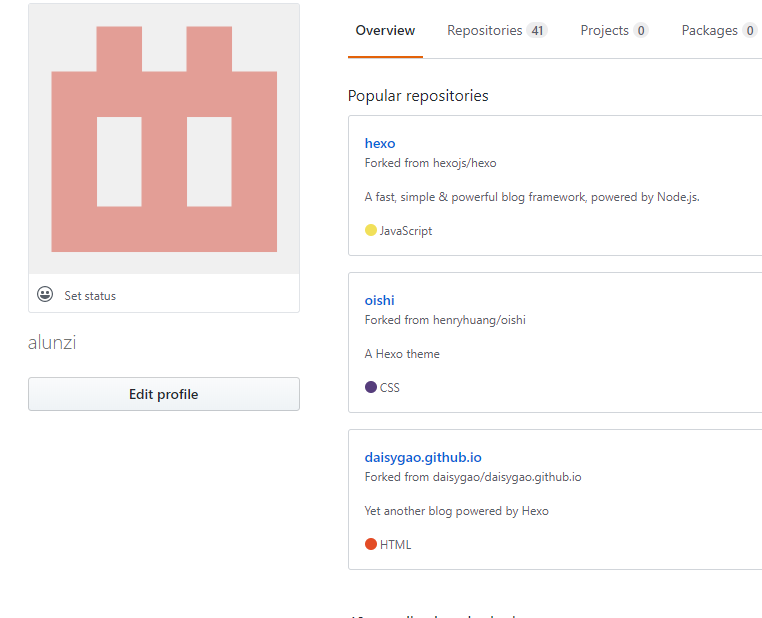 Overview Repositories 41 Projects 0 Packages 0
Popular repositories
hexo
Forked from hexojs/hexo
A fast, simple & powerful blog framework, powered by Node.js.
JavaScript
oishi
Forked from henryhuang/oishi
A Hexo theme
CSS
daisygao.github.io
Forked from daisygao/daisygao.github.io
Yet another blog powered by Hexo
HTML
Set status
alunzi
Edit profile